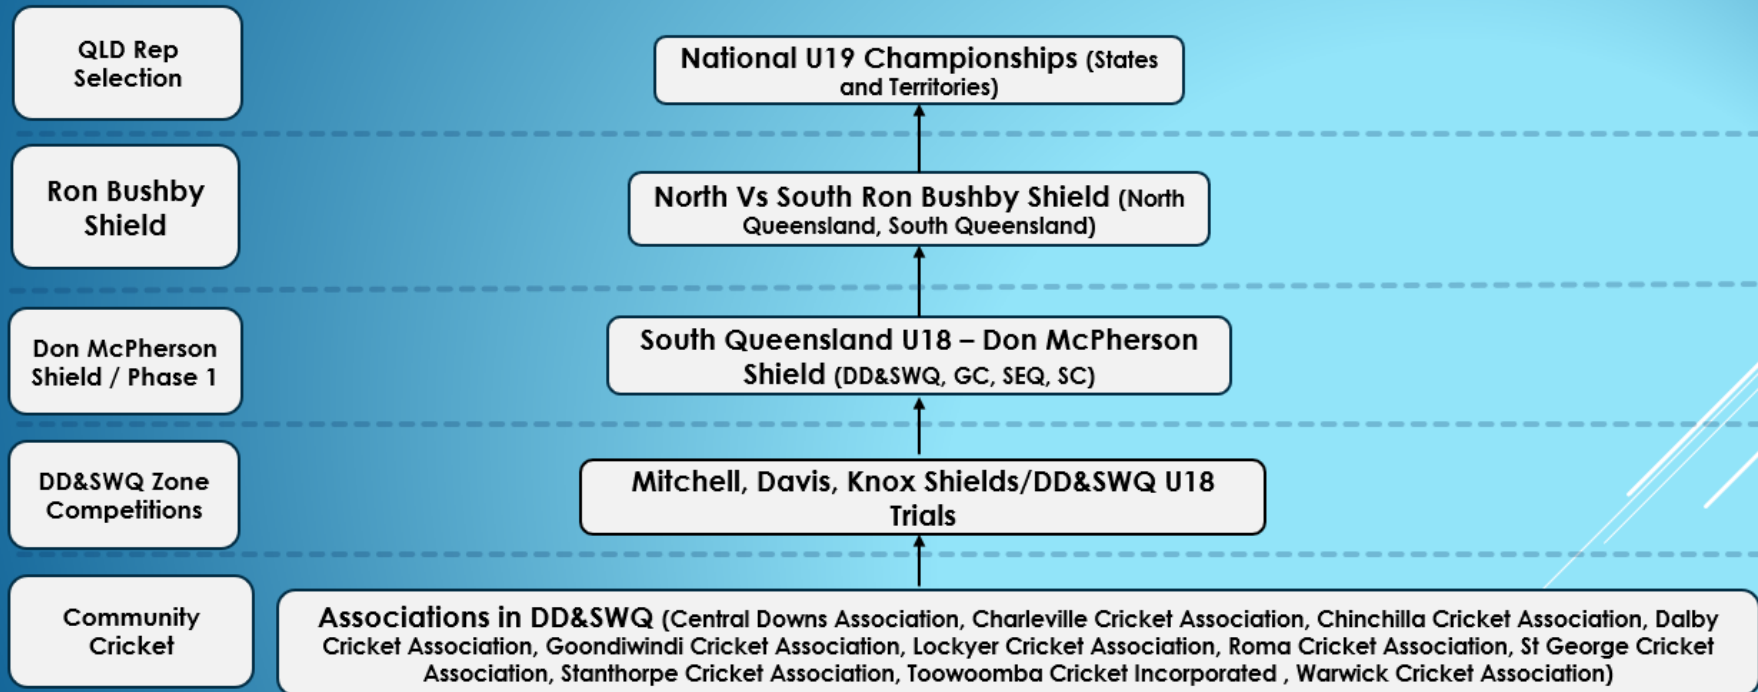 QLD Rep
Selection
National U19 Championships (States
and Territories)
Ron Bushby
Shield
North Vs South Ron Bushby Shield (North
Queensland, South Queensland)
Don McPherson
Shield / Phase 1
South Queensland U18 – Don McPherson
Shield (DD&SWQ, GC, SEQ, SC)
DD&SWQ Zone
Competitions
Mitchell, Davis, Knox Shields/DD&SWQ U18
Trials
Community
Cricket
Associations in DD&SWQ (Central Downs Association, Charleville Cricket Association, Chinchilla Cricket Association, Dalby
Cricket Association, Goondiwindi Cricket Association, Lockyer Cricket Association, Roma Cricket Association, St George Cricket
Association, Stanthorpe Cricket Association, Toowoomba Cricket Incorporated , Warwick Cricket Association)